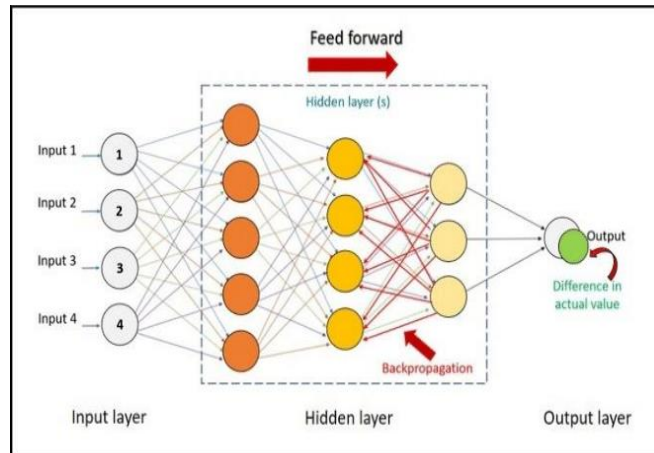 Feed forward
Hidden layer (s)
Input 1
1
Input 2
2
Input 3
3
Input 4
4
Output
Difference in
actual value
Backpropagation
Input layer
Hidden layer
Output layer